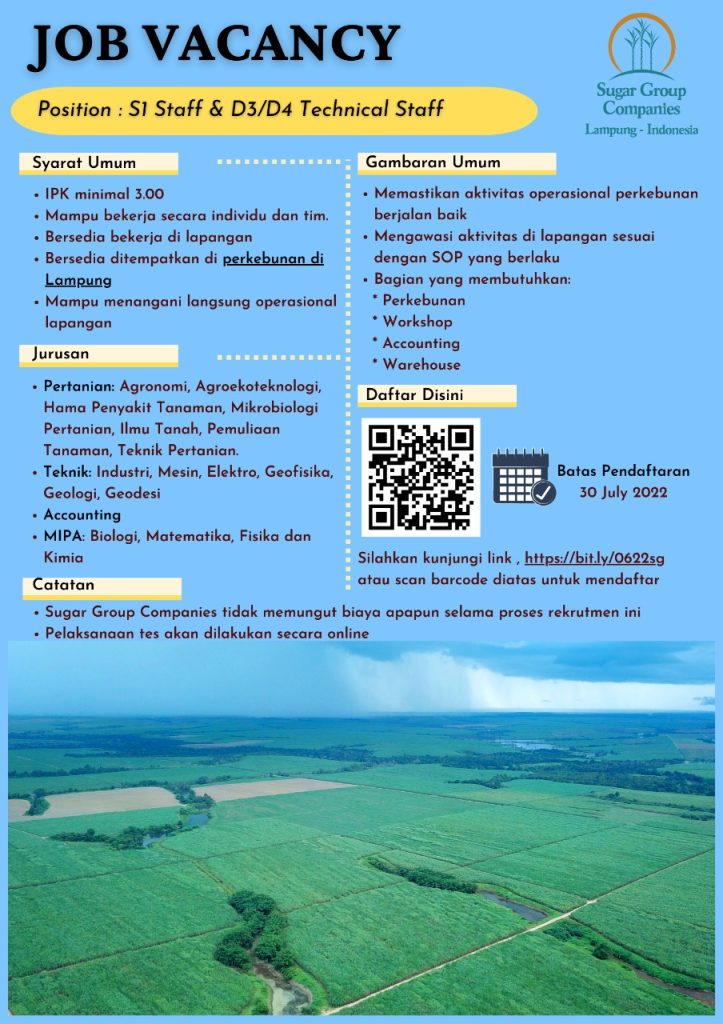 JOB VACANCY
Sugar Group
Companies
Lampung - Indonesia
Position : S1 Staff & D3/D4 Technical Staff
Syarat Umum
• IPK minimal 3.00
• Mampu bekerja secara individu dan tim.
• Bersedia bekerja di lapangan
• Bersedia ditempatkan di perkebunan di
Lampung
• Mampu menangani langsung operasional
lapangan
Jurusan
• Pertanian: Agronomi, Agroekoteknologi,
Hama Penyakit Tanaman, Mikrobiologi
Pertanian, Ilmu Tanah, Pemuliaan
Tanaman, Teknik Pertanian.
• Teknik: Industri, Mesin, Elektro, Geofisika,
Geologi, Geodesi
• Accounting
• MIPA: Biologi, Matematika, Fisika dan
Kimia
Gambaran Umum
• Memastikan aktivitas operasional perkebunan
berjalan baik
• Mengawasi aktivitas di lapangan sesuai
dengan SOP yang berlaku
• Bagian yang membutuhkan:
* Perkebunan
* Workshop
* Accounting
* Warehouse
Daftar Disini
Batas Pendaftaran
30 July 2022
Silahkan kunjungi link , https://bit.ly/0622sg
atau scan barcode diatas untuk mendaftar
Catatan
• Sugar Group Companies tidak memungut biaya apapun selama proses rekrutmen ini
• Pelaksanaan tes akan dilakukan secara online